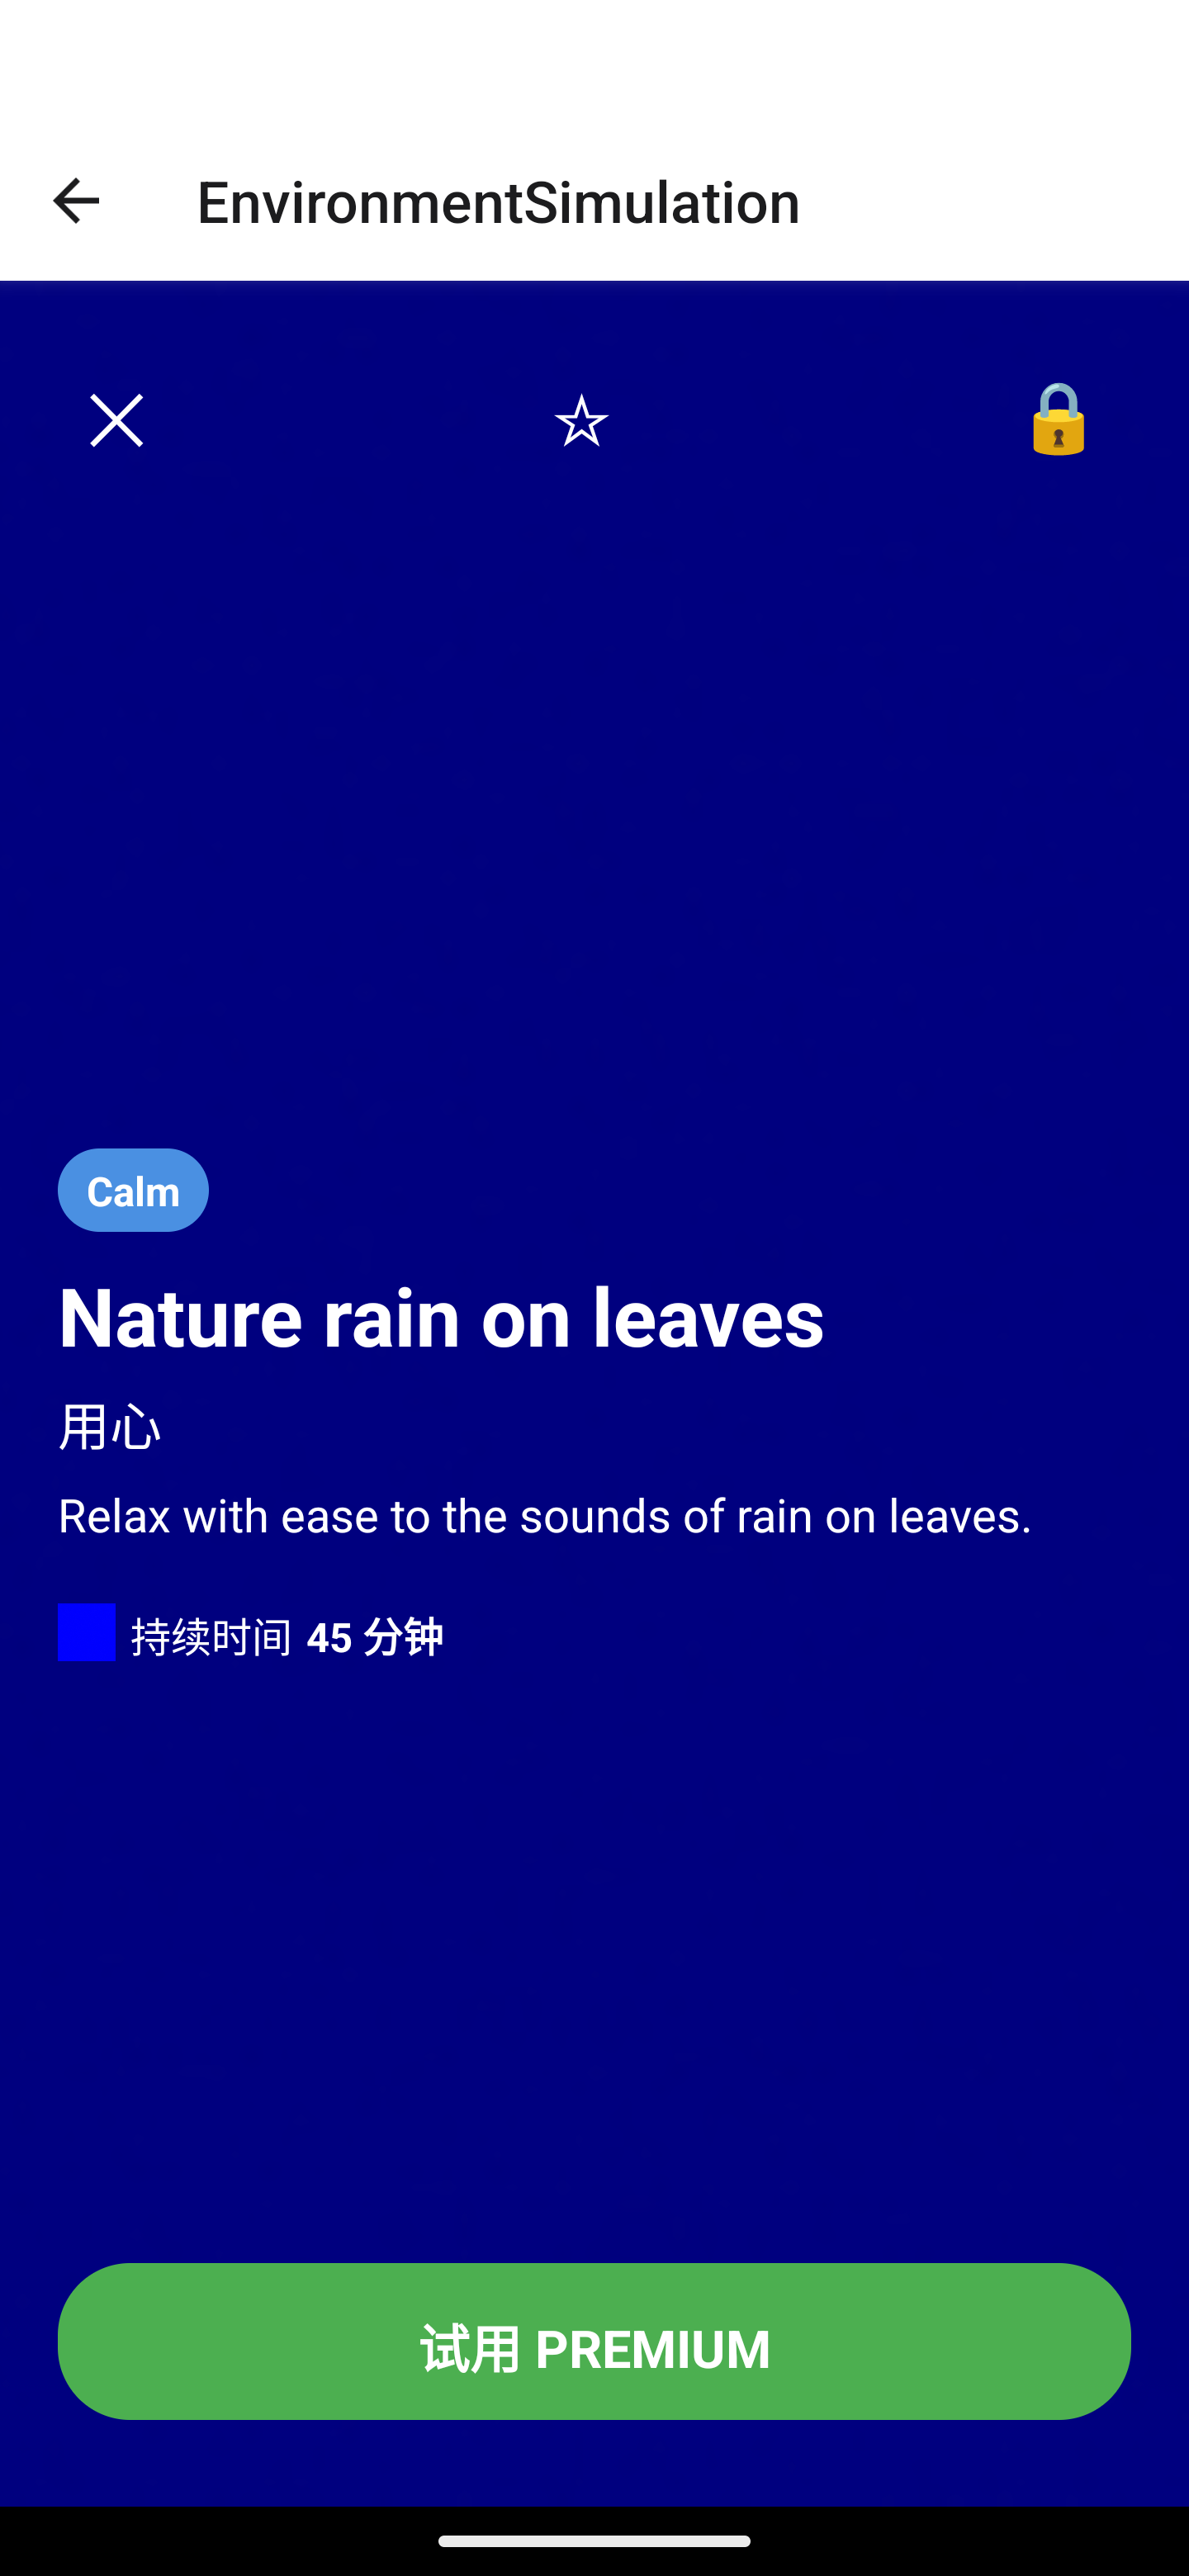 EnvironmentSimulation
Calm
Nature rain on leaves
用心
Relax with ease to the sounds of rain on leaves.
持续时间 45 分钟
试用 PREMIUM